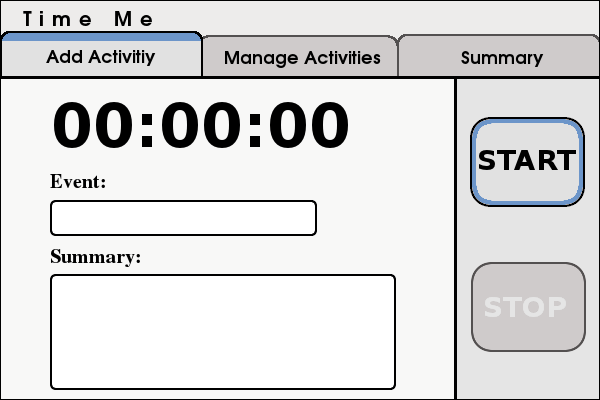 Time Me
Add Activitiy
Manage Activities
Summary
00:00:00
START
Event:
Summary:
STOP